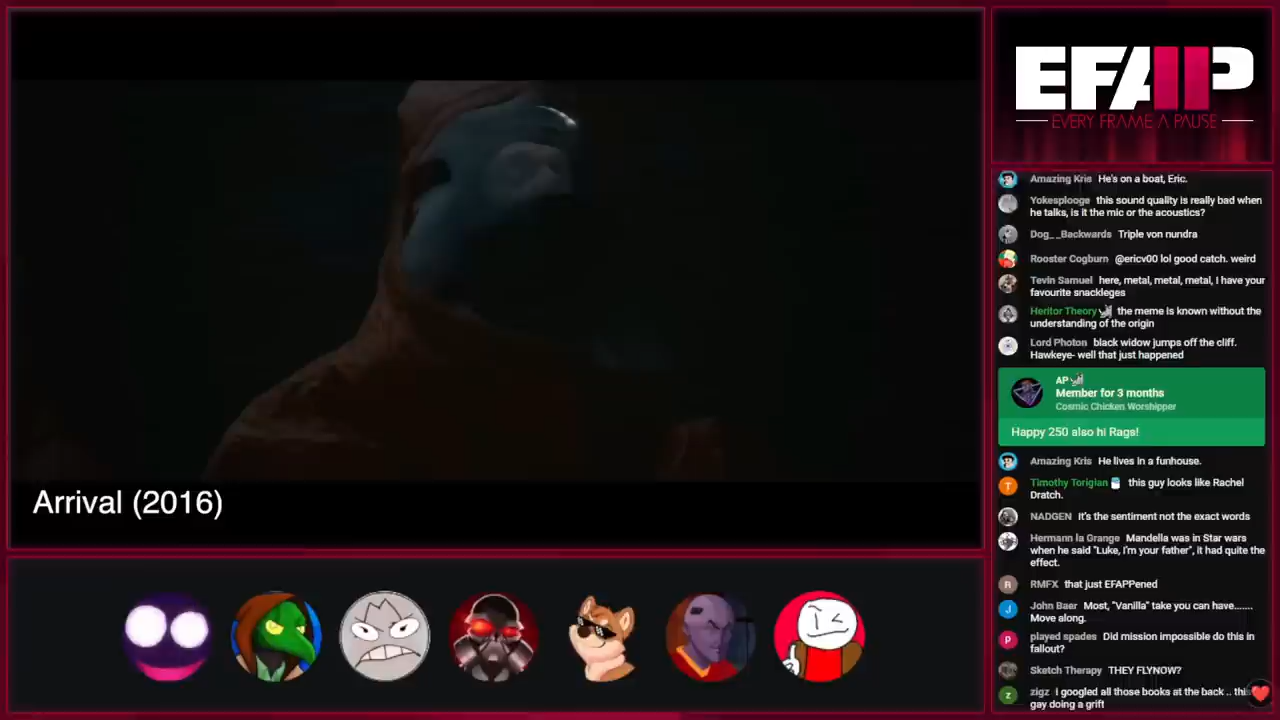 Arrival (2016)
EFAP
EVERY FRAME A PAUSE
Amazing Kris He's on a boat, Eric.
Yokesplooge this sound quality is really bad when
he talks, is it the mic or the acoustics?
Dog__Backwards Triple von nundra
Rooster Cogburn @ericv00 lol good catch. weird
Tevin Samuel here, metal, metal, metal, I have your
favourite snackleges
Heritor Theory the meme is known without the
understanding of the origin
Lord Photon black widow jumps off the cliff.
Hawkeye- well that just happened
AP
Member for 3 months
Cosmic Chicken Worshipper
Happy 250 also hi Rags!
Amazing Kris He lives in a funhouse.
Timothy Torigian this guy looks like Rachel
Dratch.
NADGEN It's the sentiment not the exact words
Hermann la Grange Mandella was in Star wars
when he said "Luke, I'm your father", it had quite the
effect.
R
RMFX that just EFAPPened
J
John Baer Most, "Vanilla" take you can have.......
Move along.
p
played spades Did mission impossible do this in
fallout?
Sketch Therapy THEY FLYNOW?
z
zigz i googled all those books at the back .. this
gay doing a grift